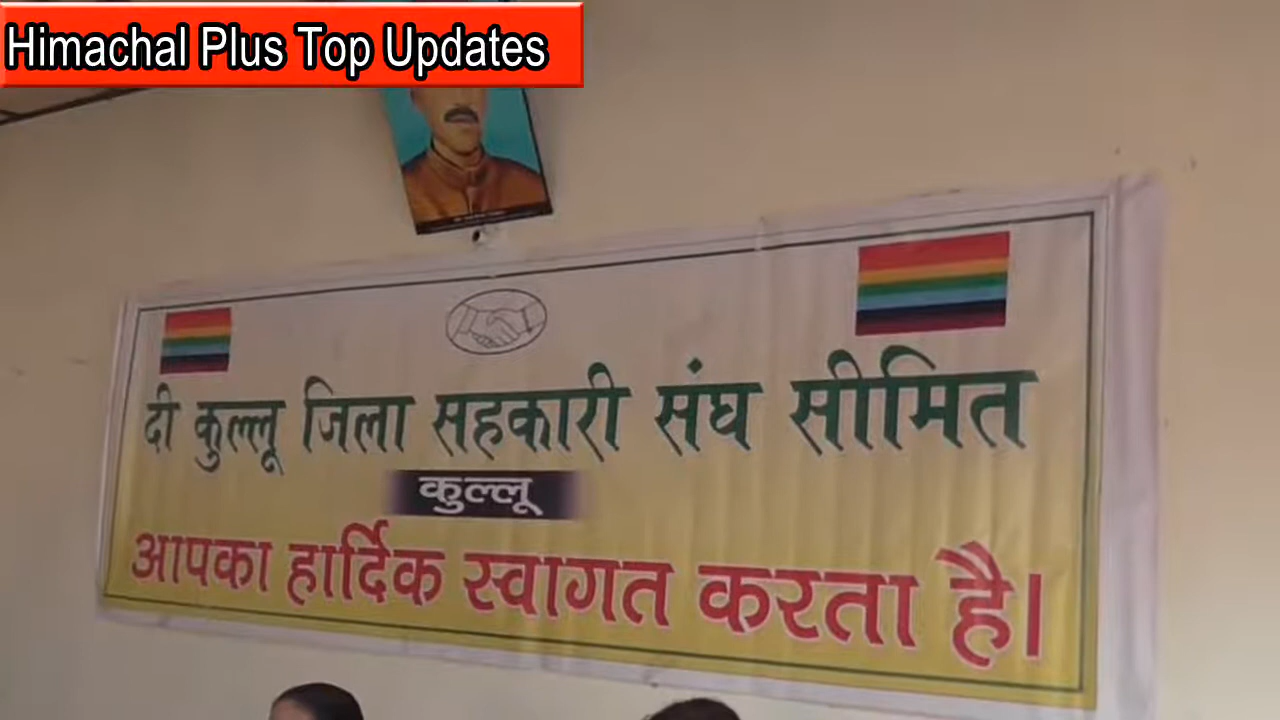 Himachal Plus Top Updates
दी कुल्लू जिला सहकारी संघ सीमित
कुल्लू
आपका हार्दिक स्वागत करता है।